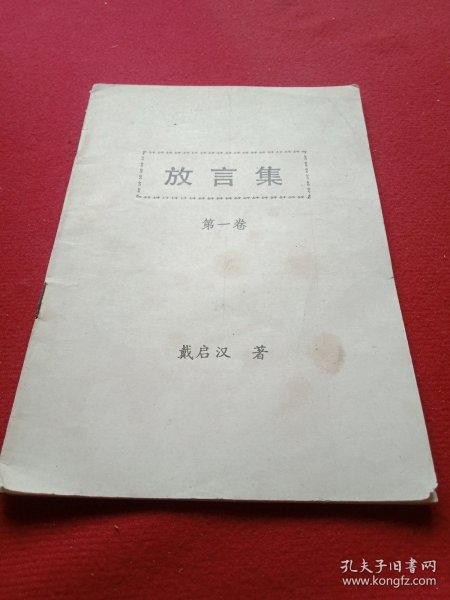 放言集
第一卷
戴启汉 著
孔夫子旧书网
www.kongfz.com